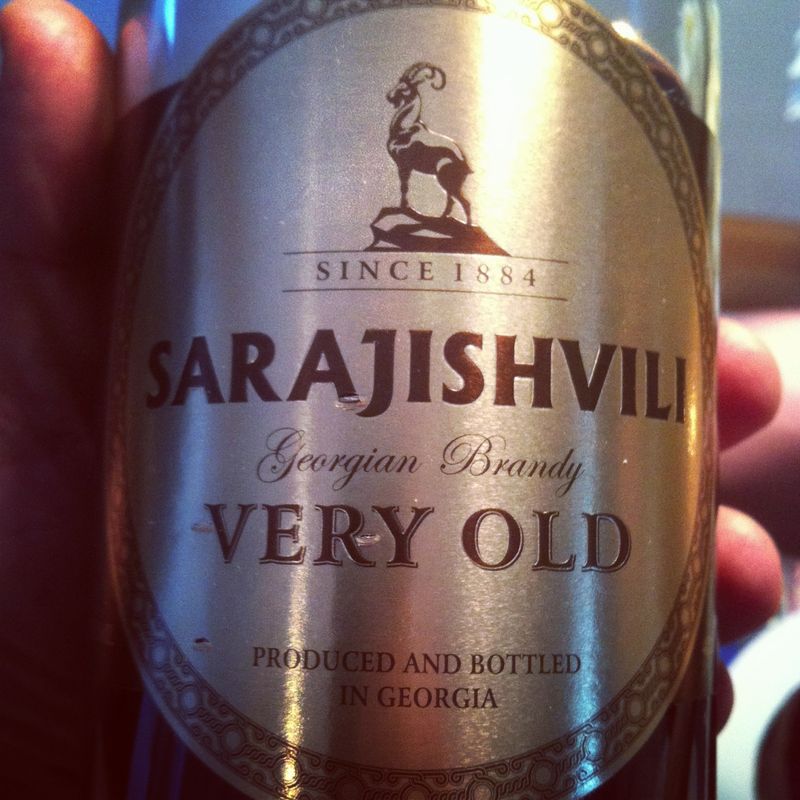 SINCE 1884
SARAJISHVILI
Georgian Brandy
VERY OLD
PRODUCED AND BOTTLED
IN GEORGIA